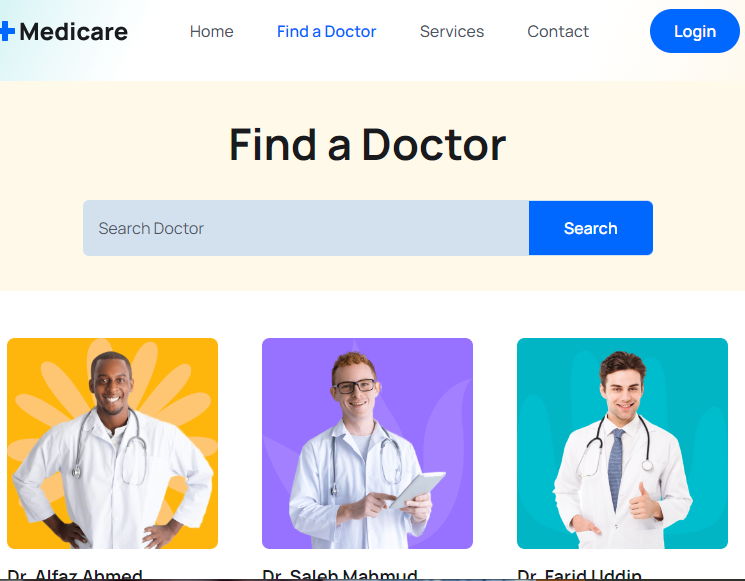 Medicare
Home
Find a Doctor
Services
Contact
Login
Find a Doctor
Search Doctor
Search
Dr. Alfaz Ahmed
Dr. Saleh Mahmud
Dr. Farid Uddin